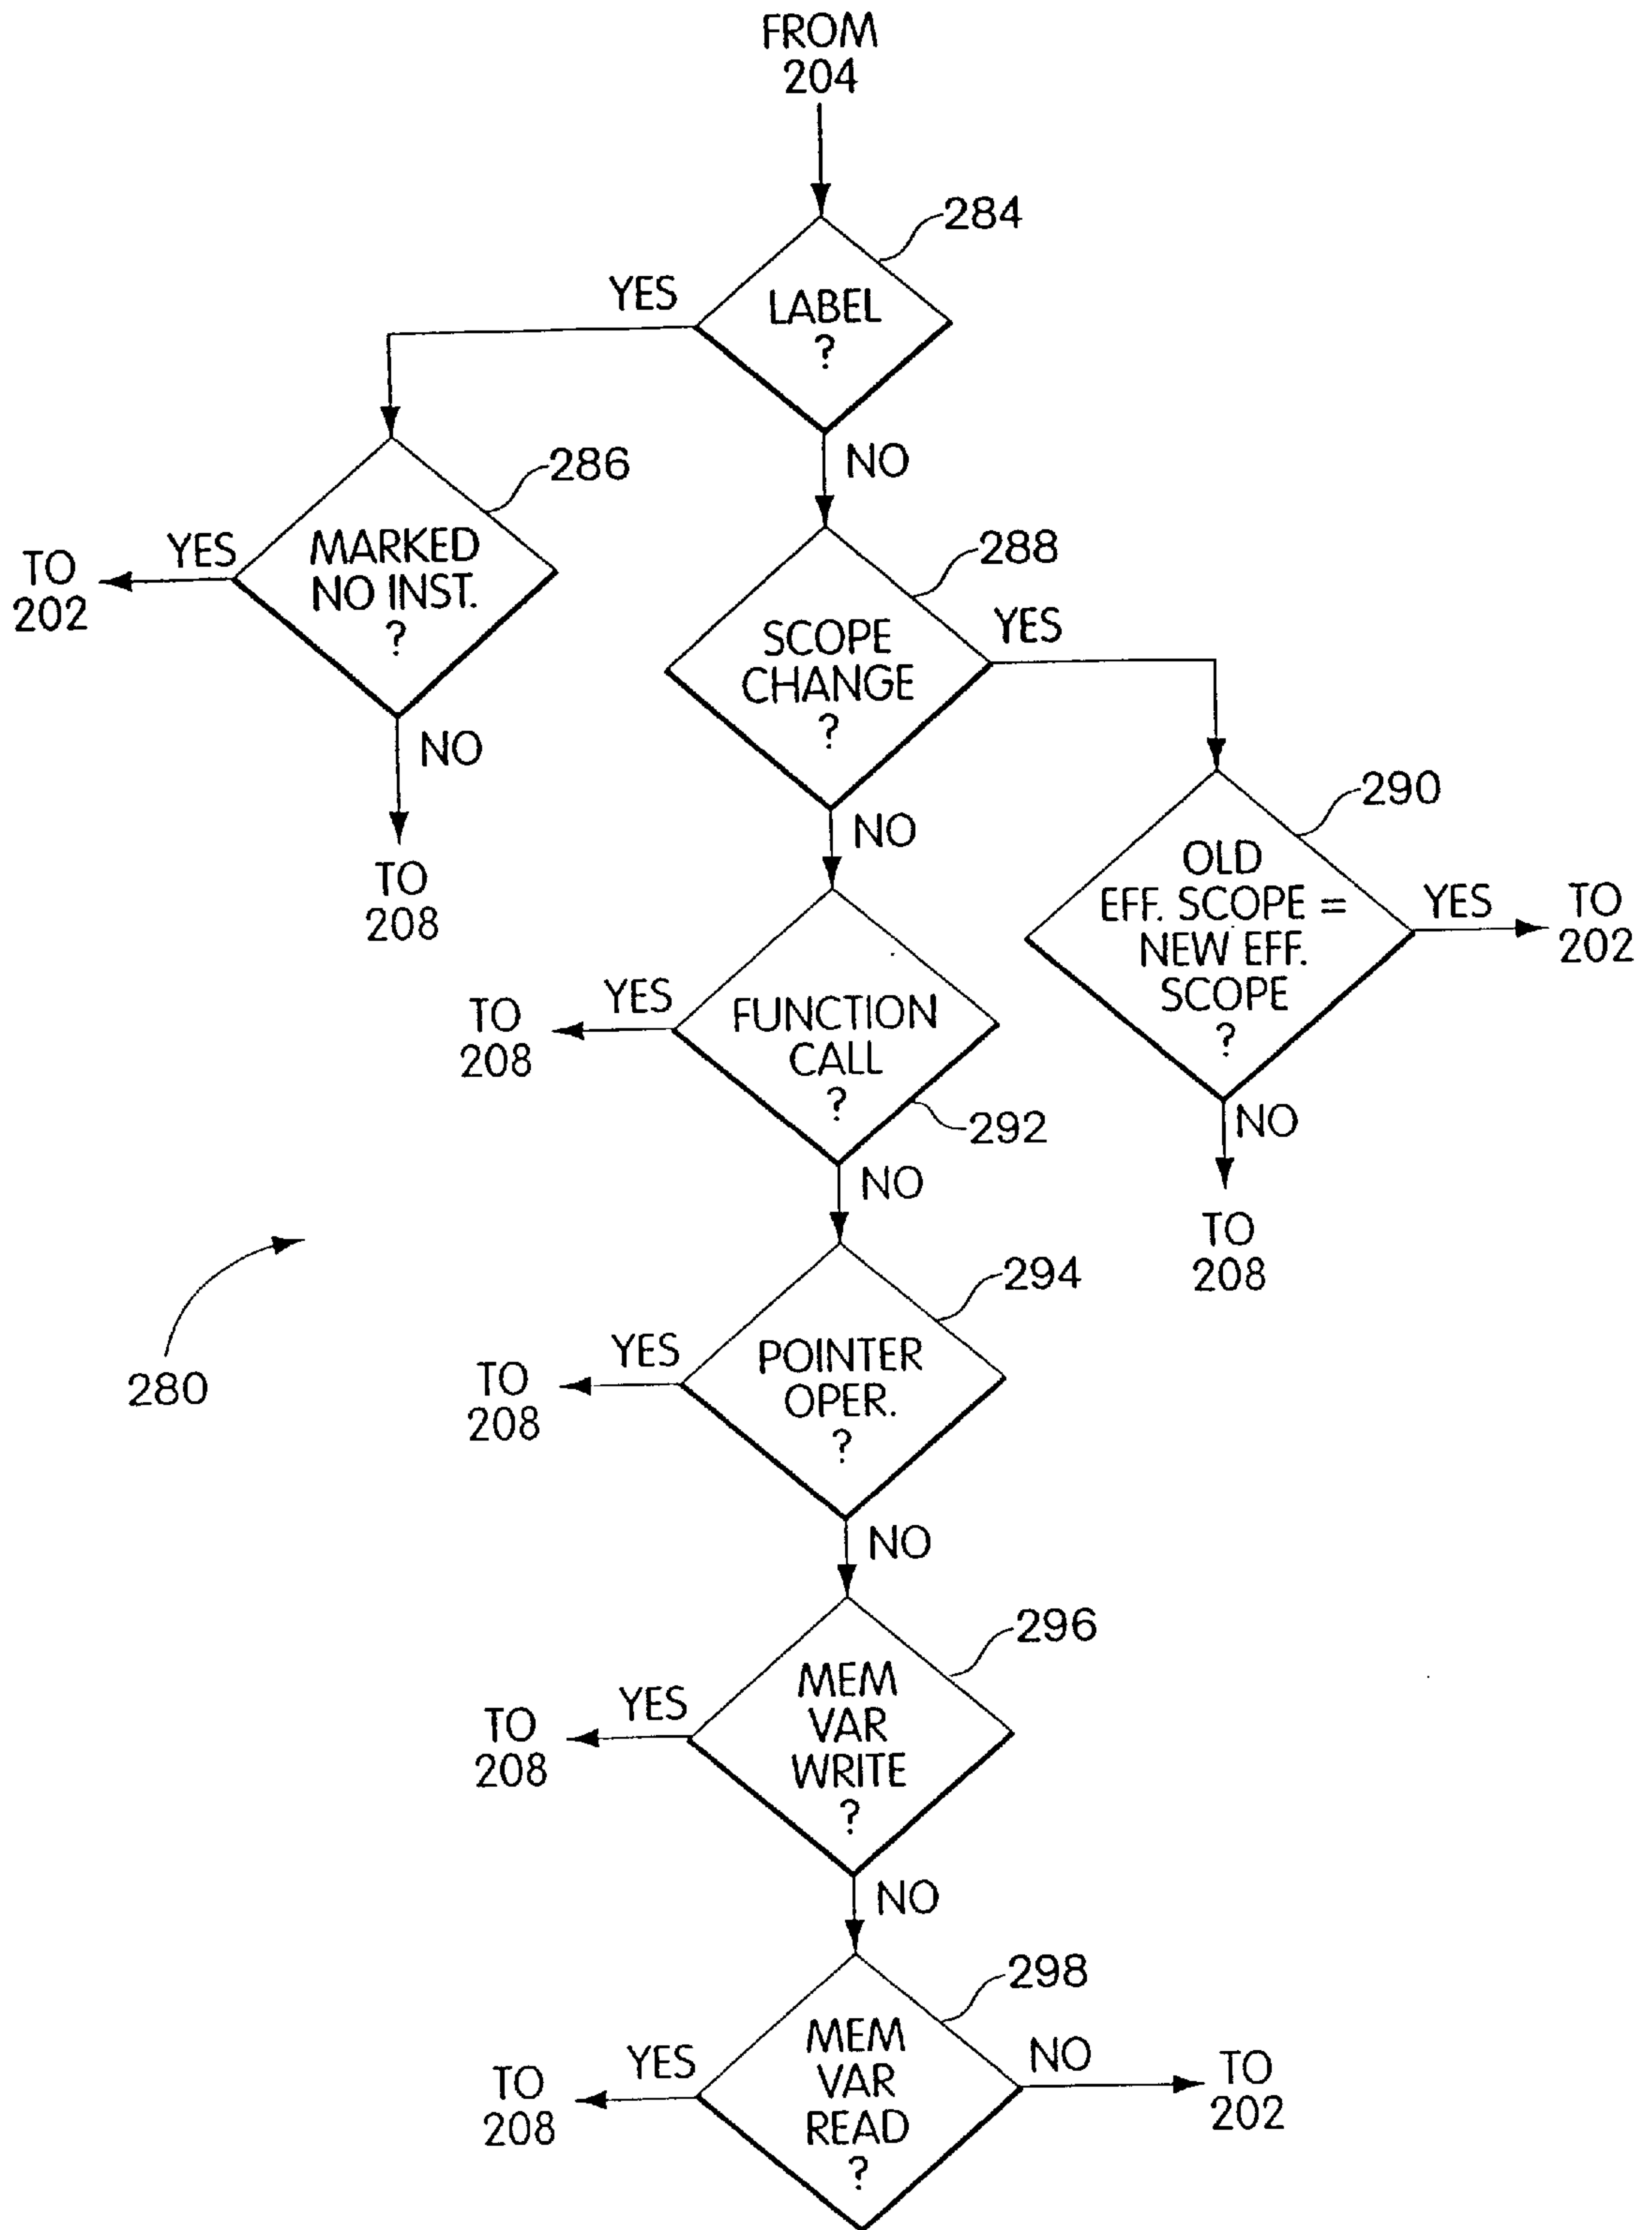 FROM
204
284
YES
LABEL
?
NO
286
YES
MARKED
NO INST.
?
TO
202
NO
TO
208
288
YES
SCOPE
CHANGE
?
NO
290
OLD
EFF. SCOPE =
NEW EFF.
SCOPE
?
YES
TO
202
NO
TO
208
YES
TO
208
FUNCTION
CALL
?
292
NO
280
294
YES
TO
208
POINTER
OPER.
?
NO
296
YES
TO
208
MEM
VAR
WRITE
?
NO
298
YES
TO
208
MEM
VAR
READ
?
NO
TO
202